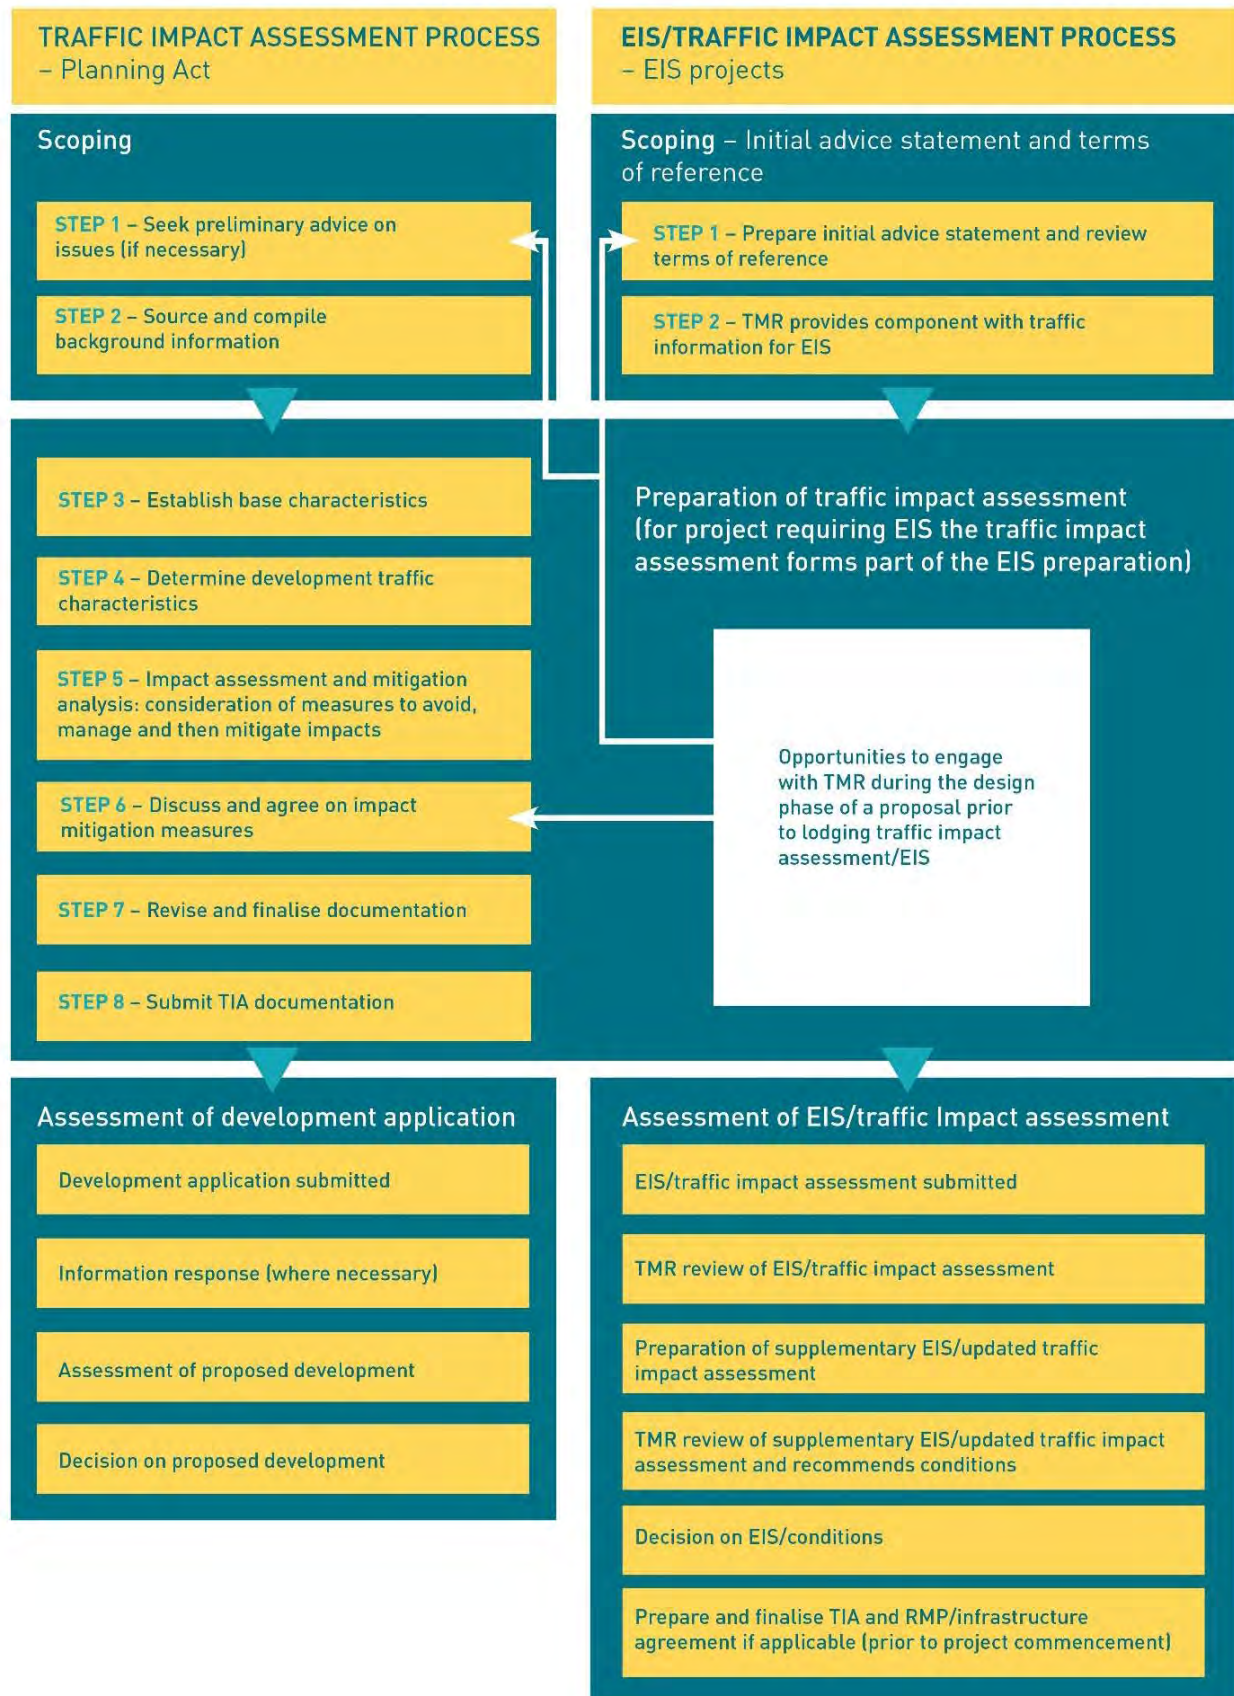 TRAFFIC IMPACT ASSESSMENT PROCESS
– Planning Act
EIS/TRAFFIC IMPACT ASSESSMENT PROCESS
– EIS projects
Scoping
STEP 1 – Seek preliminary advice on
issues (if necessary)
STEP 2 – Source and compile
background information
Scoping – Initial advice statement and terms
of reference
STEP 1 – Prepare initial advice statement and review
terms of reference
STEP 2 – TMR provides component with traffic
information for EIS
STEP 3 – Establish base characteristics
STEP 4 – Determine development traffic
characteristics
STEP 5 – Impact assessment and mitigation
analysis: consideration of measures to avoid,
manage and then mitigate impacts
STEP 6 – Discuss and agree on impact
mitigation measures
STEP 7 – Revise and finalise documentation
STEP 8 – Submit TIA documentation
Preparation of traffic impact assessment
(for project requiring EIS the traffic impact
assessment forms part of the EIS preparation)
Opportunities to engage
with TMR during the design
phase of a proposal prior
to lodging traffic impact
assessment/EIS
Assessment of development application
Development application submitted
Information response (where necessary)
Assessment of proposed development
Decision on proposed development
Assessment of EIS/traffic Impact assessment
EIS/traffic impact assessment submitted
TMR review of EIS/traffic impact assessment
Preparation of supplementary EIS/updated traffic
impact assessment
TMR review of supplementary EIS/updated traffic impact
assessment and recommends conditions
Decision on EIS/conditions
Prepare and finalise TIA and RMP/infrastructure
agreement if applicable (prior to project commencement)